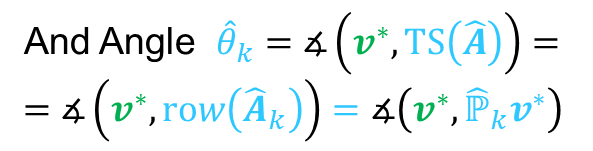 And Angle θ̂ₖ = ∡(𝒗*, TS(Â)) =
= ∡(𝒗*, row(Âₖ)) = ∡(𝒗*, ℙ̂ₖ𝒗*)